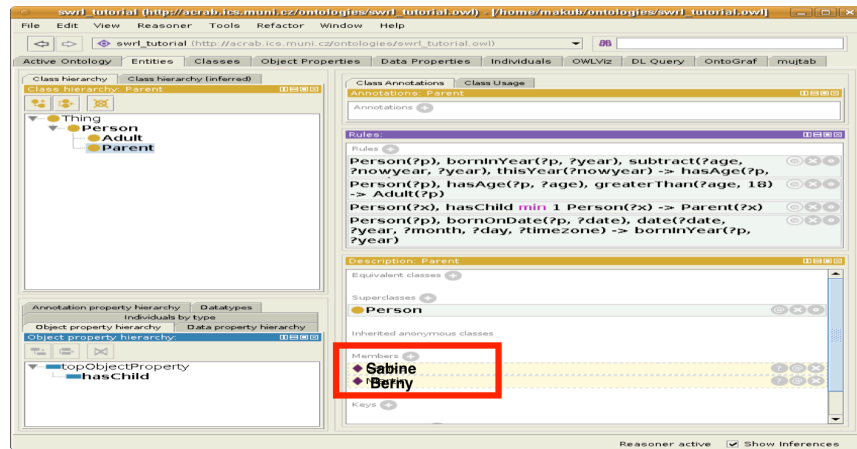 swrl_tutorial (http://acrab.ics.muni.cz/ontologies/swrl_tutorial.owl) - [/home/makub/ontologies/swrl_tutorial.owl]
File Edit View Reasoner Tools Refactor Window Help
swrl_tutorial (http://acrab.ics.muni.cz/ontologies/swrl_tutorial.owl)
Active Ontology Entities Classes Object Properties Data Properties Individuals OWLViz DL Query OntoGraf mujtab
Class hierarchy Class hierarchy (inferred)
Class hierarchy: Parent
Thing
Person
Adult
Parent
Annotation property hierarchy Datatypes
Individuals by type
Object property hierarchy Data property hierarchy
Object property hierarchy:
topObjectProperty
hasChild
Class Annotations Class Usage
Annotations: Parent
Annotations
Rules:
Rules
Person(?p), bornInYear(?p, ?year), subtract(?age,
?nowyear, ?year), thisYear(?nowyear) -> hasAge(?p,
Person(?p), hasAge(?p, ?age), greaterThan(?age, 18)
-> Adult(?p)
Person(?x), hasChild min 1 Person(?x) -> Parent(?x)
Person(?p), bornOnDate(?p, ?date), date(?date,
?year, ?month, ?day, ?timezone) -> bornInYear(?p,
?year)
Description: Parent
Equivalent classes
Superclasses
Person
Inherited anonymous classes
Members
Sabine
Berny
Keys
Reasoner active Show Inferences